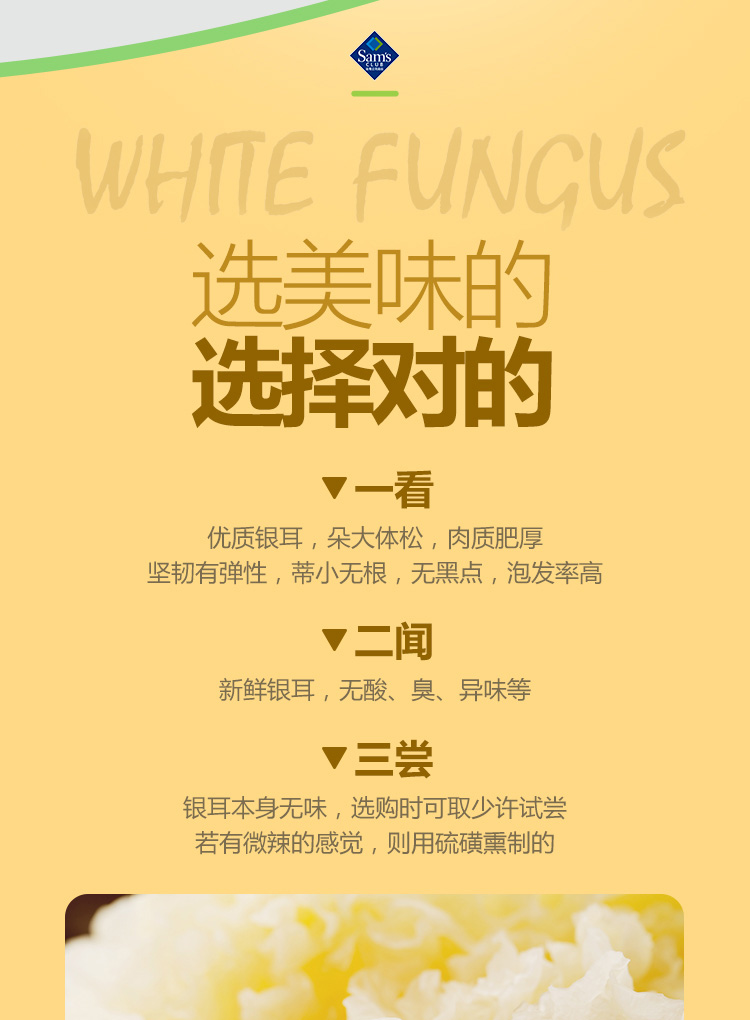 Sam's
CLUB
WHITE FUNGUS
选美味的
选择对的
▼一看
优质银耳，朵大体松，肉质肥厚
坚韧有弹性，蒂小无根，无黑点，泡发率高
▼二闻
新鲜银耳，无酸、臭、异味等
▼三尝
银耳本身无味，选购时可取少许试尝
若有微辣的感觉，则用硫磺熏制的